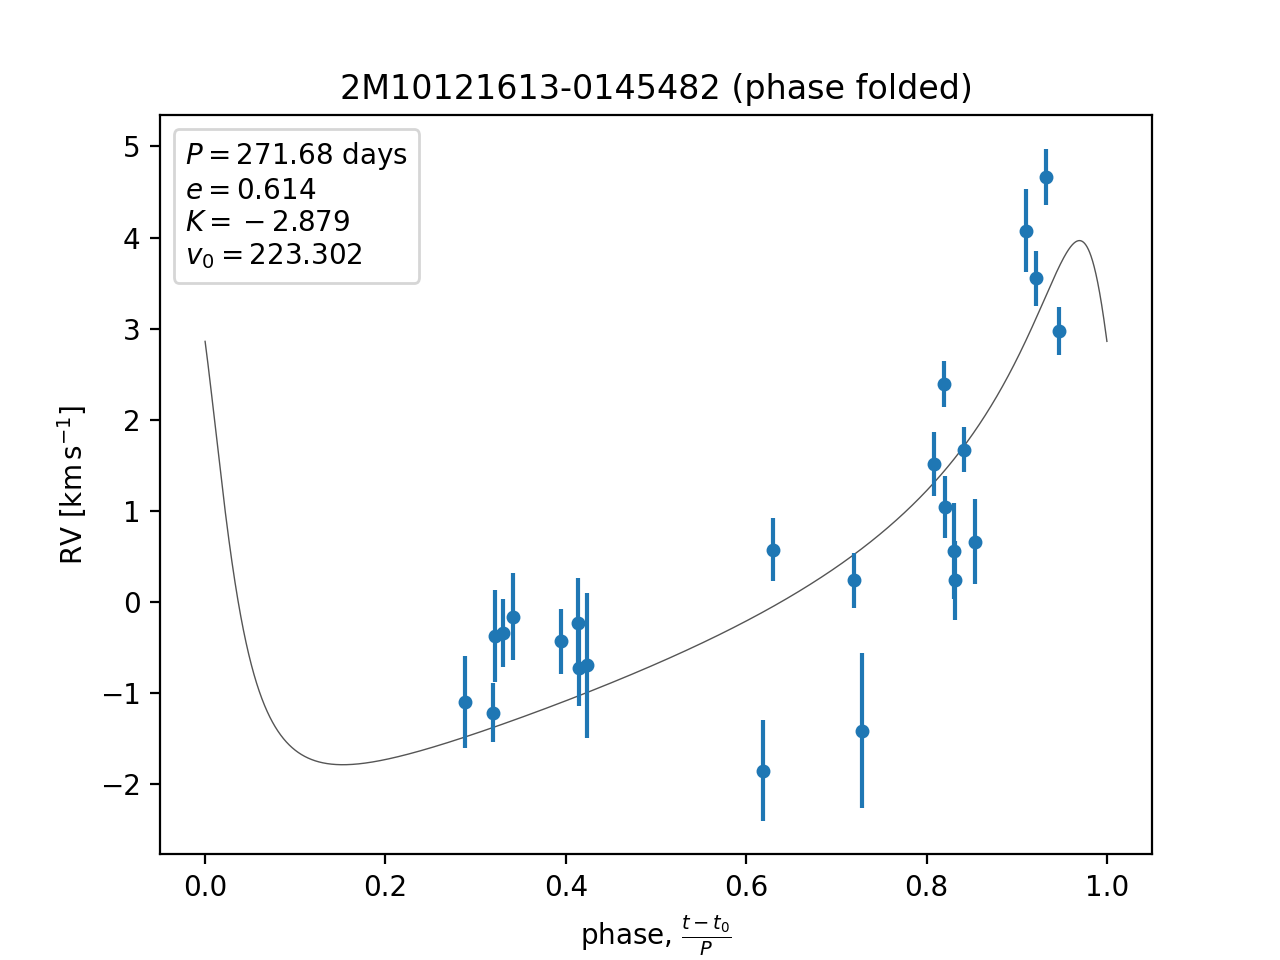 2M10121613-0145482 (phase folded)
P = 271.68 days
e = 0.614
K = −2.879
v₀ = 223.302
RV [km s⁻¹]
5
4
3
2
1
0
−1
−2
0.0 0.2 0.4 0.6 0.8 1.0
phase, (t − t₀)/P